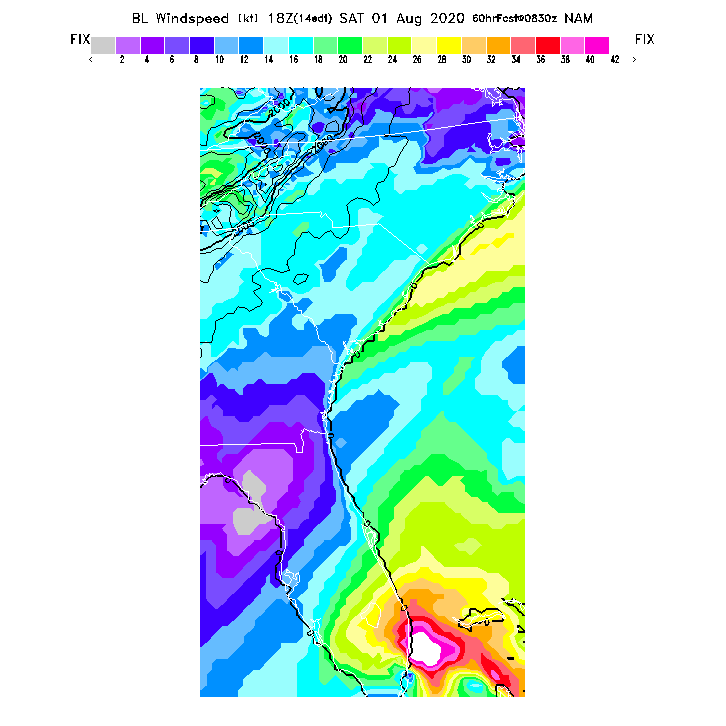 BL Windspeed [kt] 18Z(14edt) SAT 01 Aug 2020 60hrFcst@0830z NAM
FIX FIX
< 2 4 6 8 10 12 14 16 18 20 22 24 26 28 30 32 34 36 38 40 42 >
2000